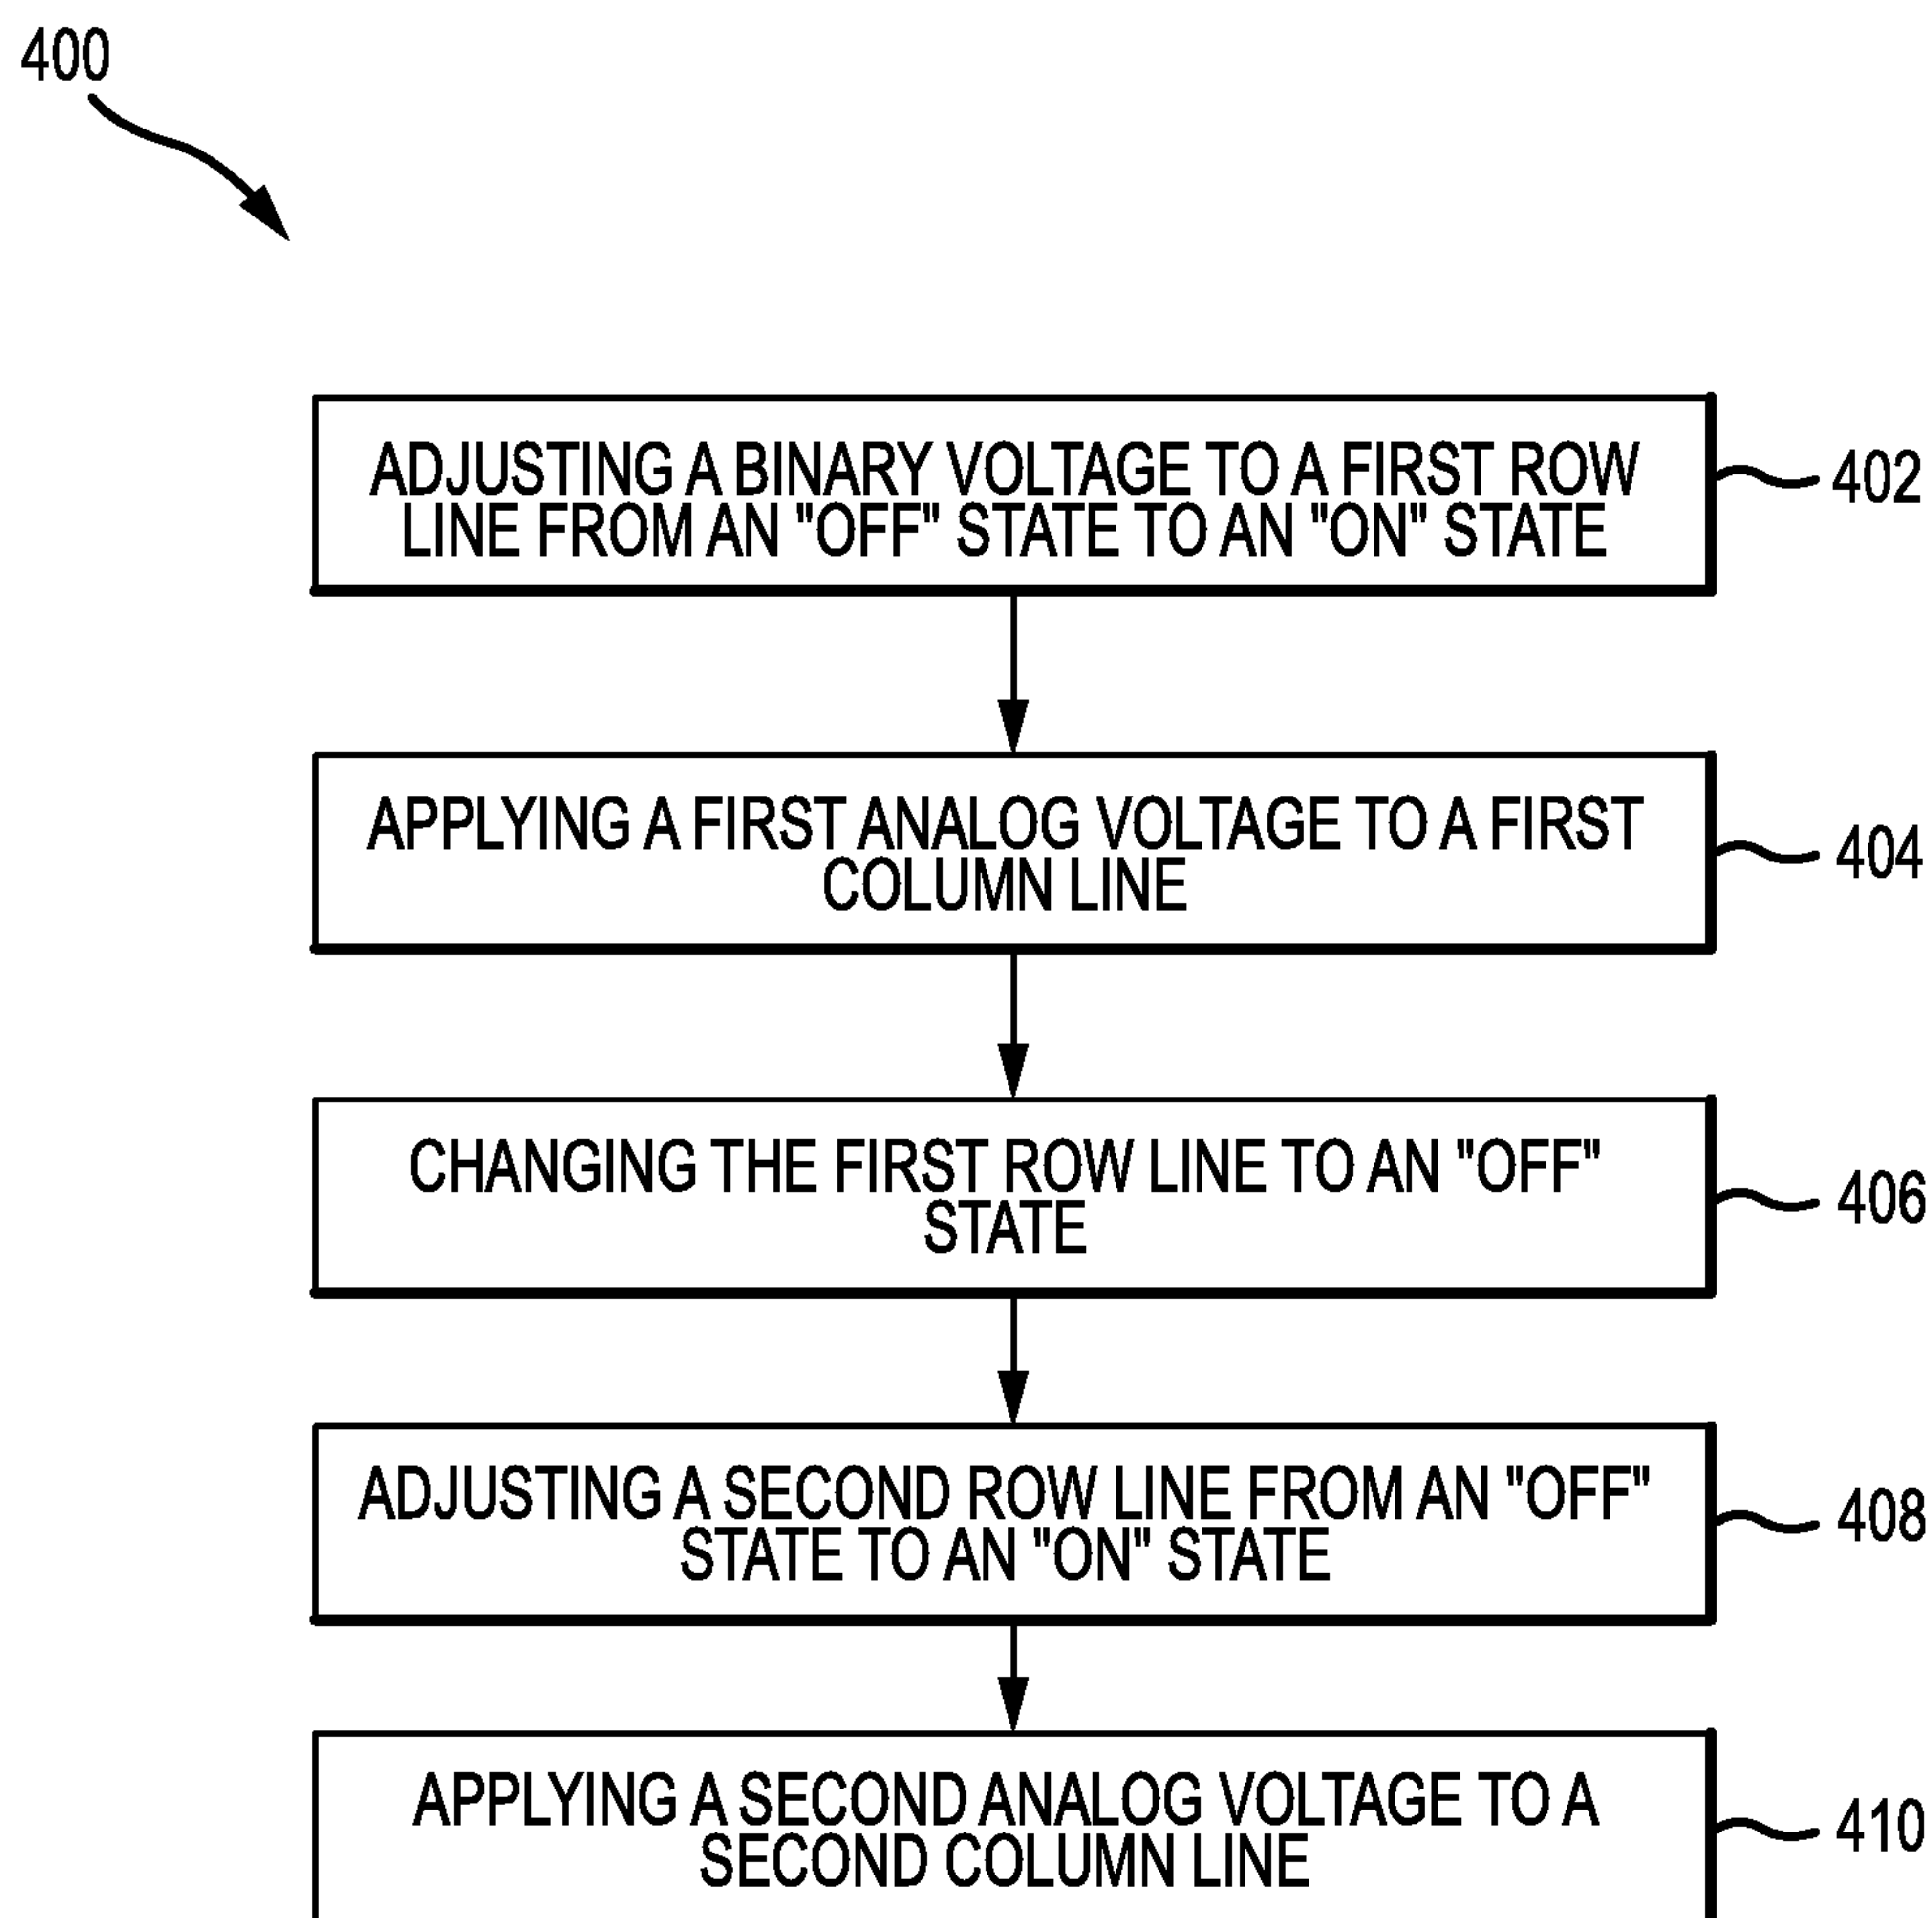 400
ADJUSTING A BINARY VOLTAGE TO A FIRST ROW
LINE FROM AN "OFF" STATE TO AN "ON" STATE
402
APPLYING A FIRST ANALOG VOLTAGE TO A FIRST
COLUMN LINE
404
CHANGING THE FIRST ROW LINE TO AN "OFF"
STATE
406
ADJUSTING A SECOND ROW LINE FROM AN "OFF"
STATE TO AN "ON" STATE
408
APPLYING A SECOND ANALOG VOLTAGE TO A
SECOND COLUMN LINE
410